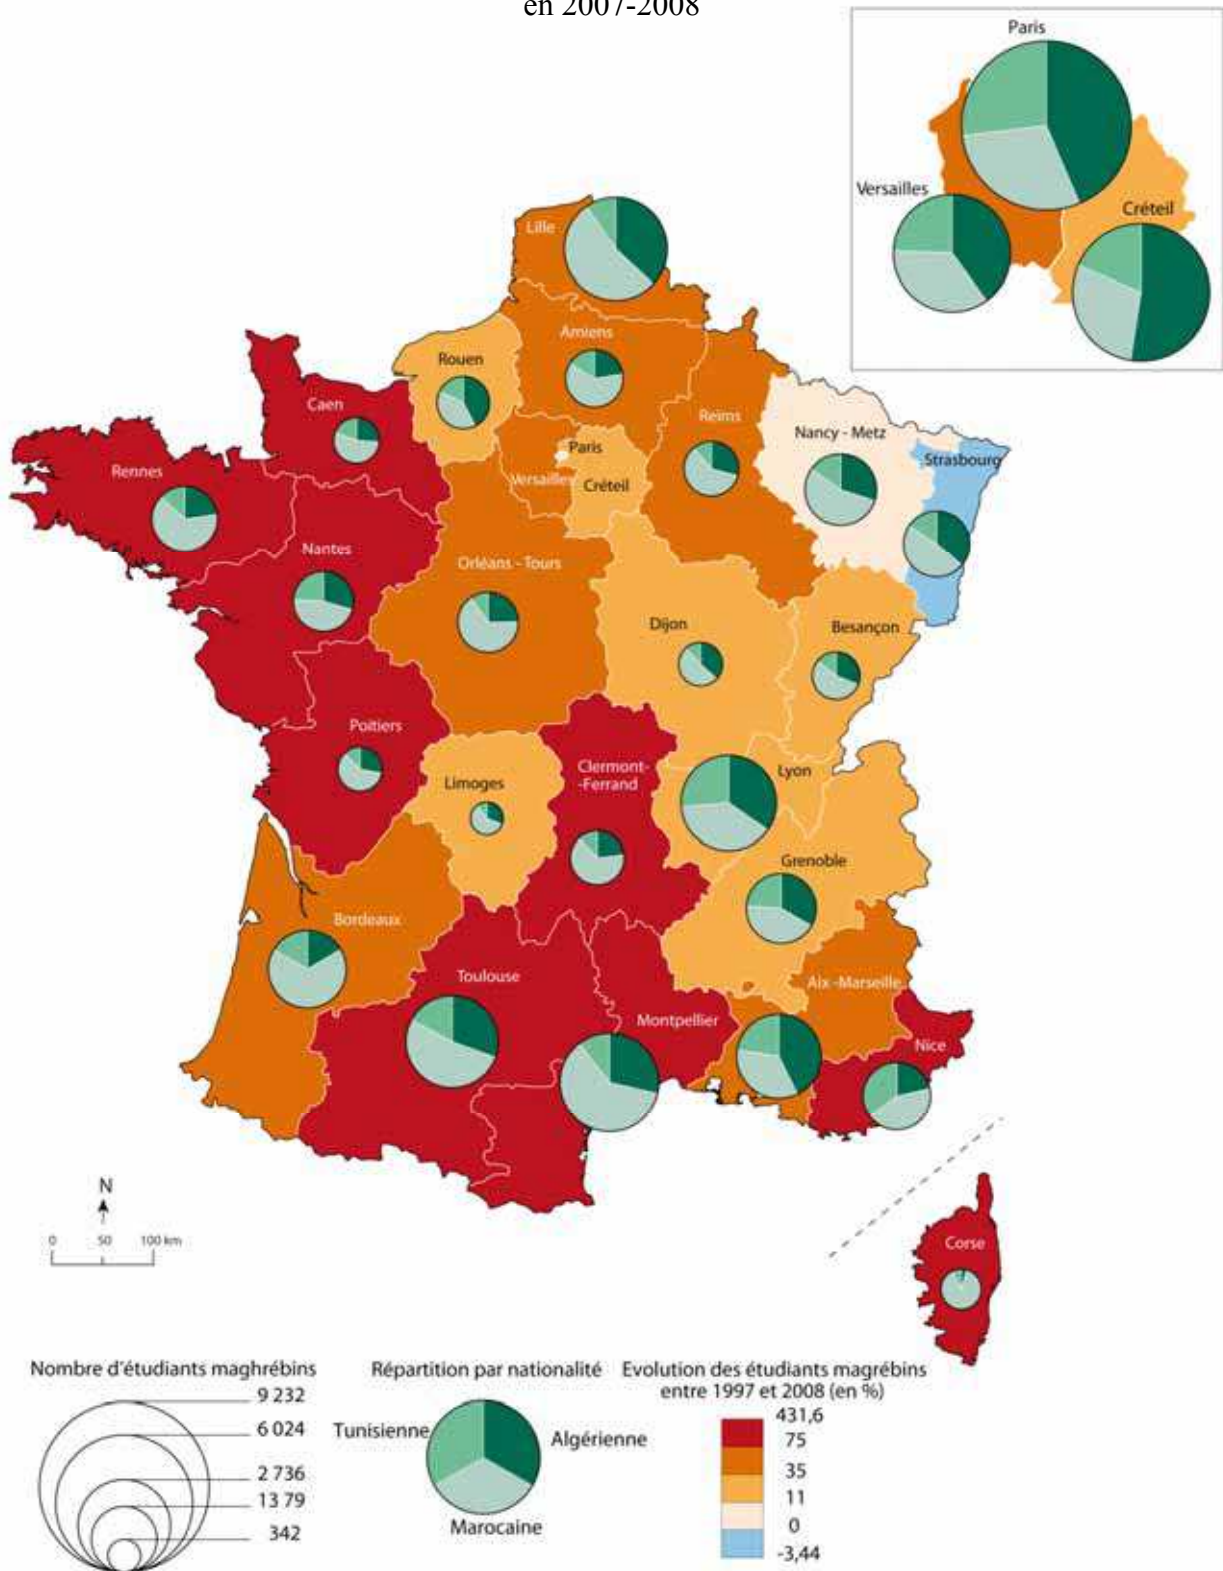 en 2007-2008
Paris
Versailles
Créteil
Lille
Amiens
Rouen
Caen
Reims
Nancy - Metz
Paris
Strasbourg
Rennes
Versailles
Créteil
Nantes
Orléans - Tours
Dijon
Besançon
Poitiers
Clermont-
-Ferrand
Lyon
Limoges
Grenoble
Bordeaux
Toulouse
Aix -Marseille
Montpellier
Nice
N
0 50 100 km
Corse
Nombre d'étudiants maghrébins
9 232
6 024
2 736
13 79
342
Répartition par nationalité
Tunisienne
Algérienne
Marocaine
Evolution des étudiants magrébins
entre 1997 et 2008 (en %)
431,6
75
35
11
0
-3,44